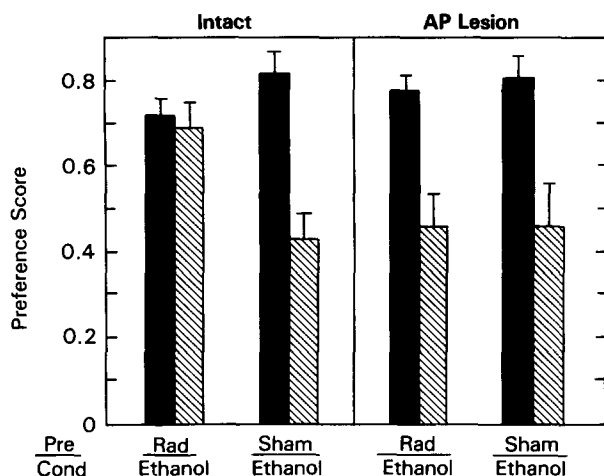 Intact AP Lesion
0.8
0.6
0.4
0.2
0
Preference Score
Pre Rad Sham Rad Sham
Cond Ethanol Ethanol Ethanol Ethanol